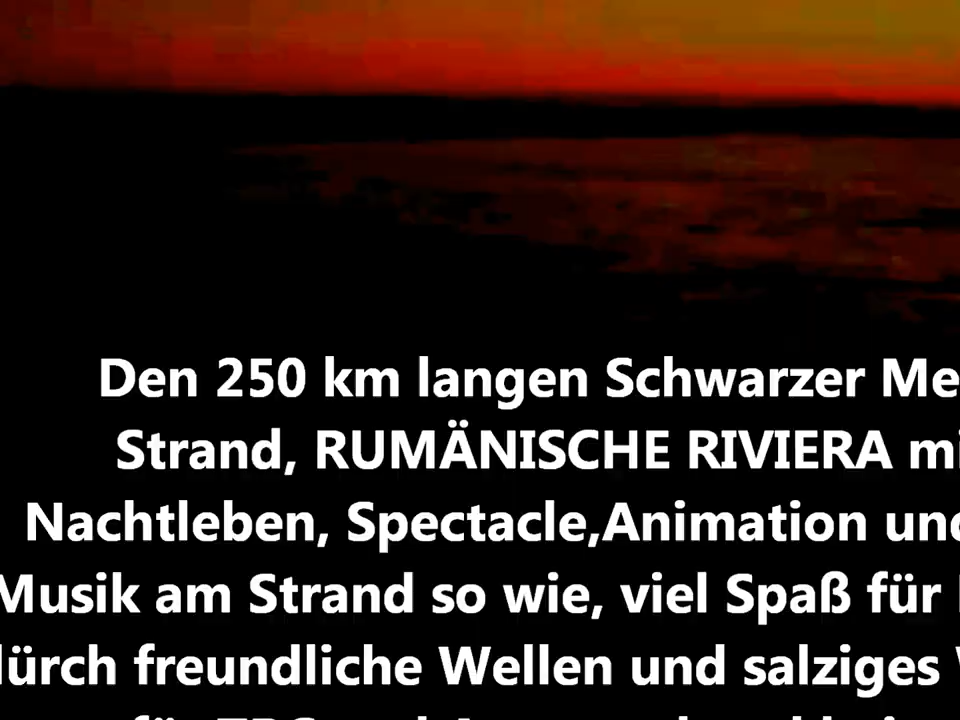 Den 250 km langen Schwarzer Me
Strand, RUMÄNISCHE RIVIERA mi
Nachtleben, Spectacle,Animation und
Musik am Strand so wie, viel Spaß für
dürch freundliche Wellen und salziges